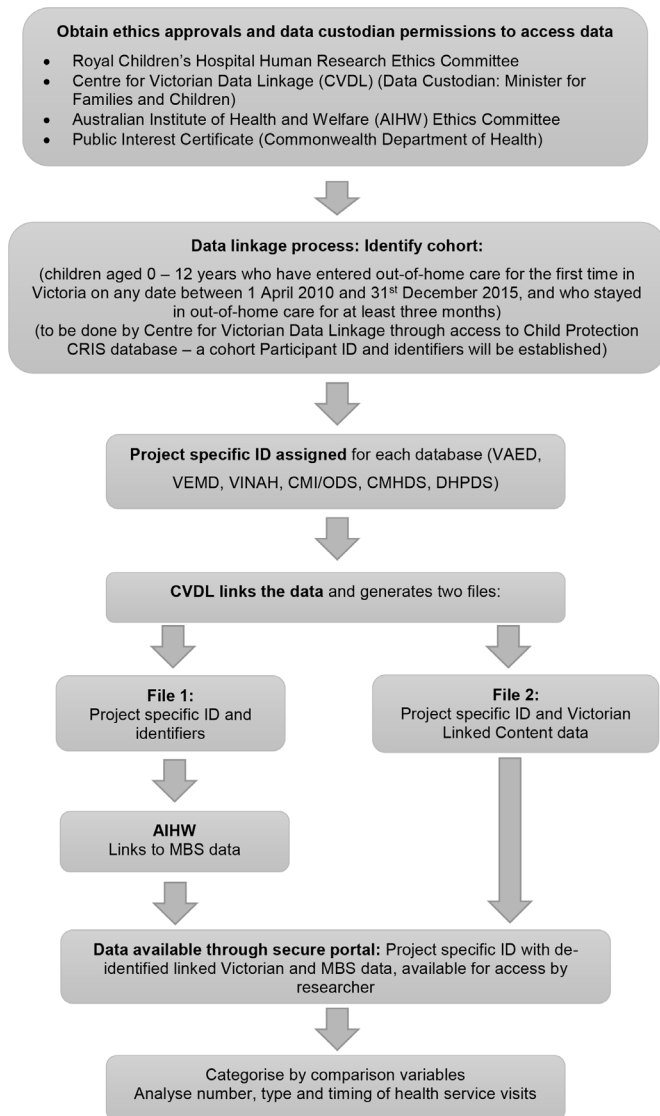 Obtain ethics approvals and data custodian permissions to access data
• Royal Children's Hospital Human Research Ethics Committee
• Centre for Victorian Data Linkage (CVDL) (Data Custodian: Minister for
Families and Children)
• Australian Institute of Health and Welfare (AIHW) Ethics Committee
• Public Interest Certificate (Commonwealth Department of Health)
Data linkage process: Identify cohort:
(children aged 0 – 12 years who have entered out-of-home care for the first time in
Victoria on any date between 1 April 2010 and 31st December 2015, and who stayed
in out-of-home care for at least three months)
(to be done by Centre for Victorian Data Linkage through access to Child Protection
CRIS database – a cohort Participant ID and identifiers will be established)
Project specific ID assigned for each database (VAED,
VEMD, VINAH, CMI/ODS, CMHDS, DHPDS)
CVDL links the data and generates two files:
File 1:
Project specific ID and
identifiers
File 2:
Project specific ID and Victorian
Linked Content data
AIHW
Links to MBS data
Data available through secure portal: Project specific ID with de-
identified linked Victorian and MBS data, available for access by
researcher
Categorise by comparison variables
Analyse number, type and timing of health service visits